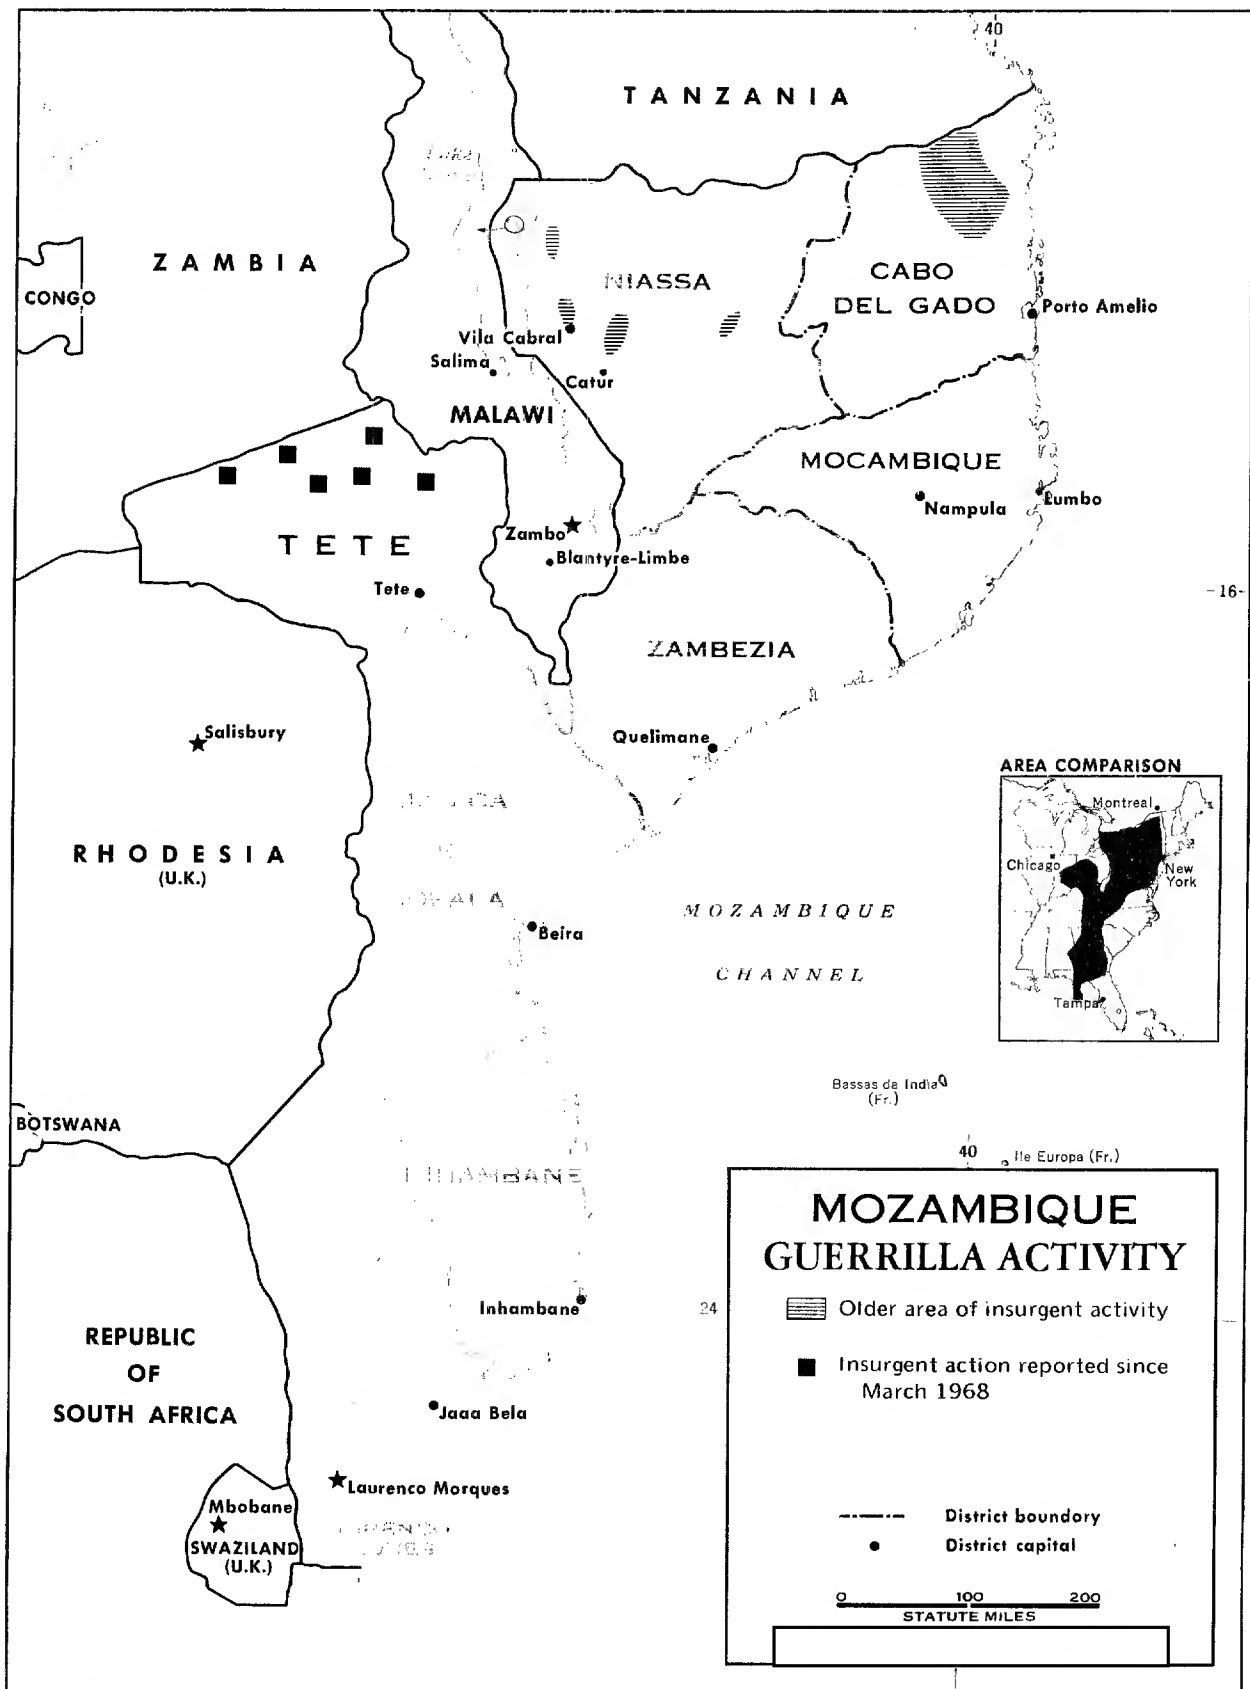 40
TANZANIA
ZAMBIA
CONGO
NIASSA
CABO
DEL GADO
Porto Amelio
Vila Cabral
Salima
Catur
MALAWI
MOCAMBIQUE
Nampula
Lumbo
TETE
Zambo
Blantyre-Limbe
Tete
-16-
ZAMBEZIA
Salisbury
Quelimane
RHODESIA
(U.K.)
Beira
MOZAMBIQUE
CHANNEL
AREA COMPARISON
Montreal
Chicago
New
York
Tampa
Bassas da India
(Fr.)
BOTSWANA
40
Ile Europa (Fr.)
INHAMBANE
Inhambane
24
REPUBLIC
OF
SOUTH AFRICA
Jaaa Bela
Laurenco Morques
Mbobane
SWAZILAND
(U.K.)
MOZAMBIQUE
GUERRILLA ACTIVITY
Older area of insurgent activity
Insurgent action reported since
March 1968
District boundary
District capital
0 100 200
STATUTE MILES